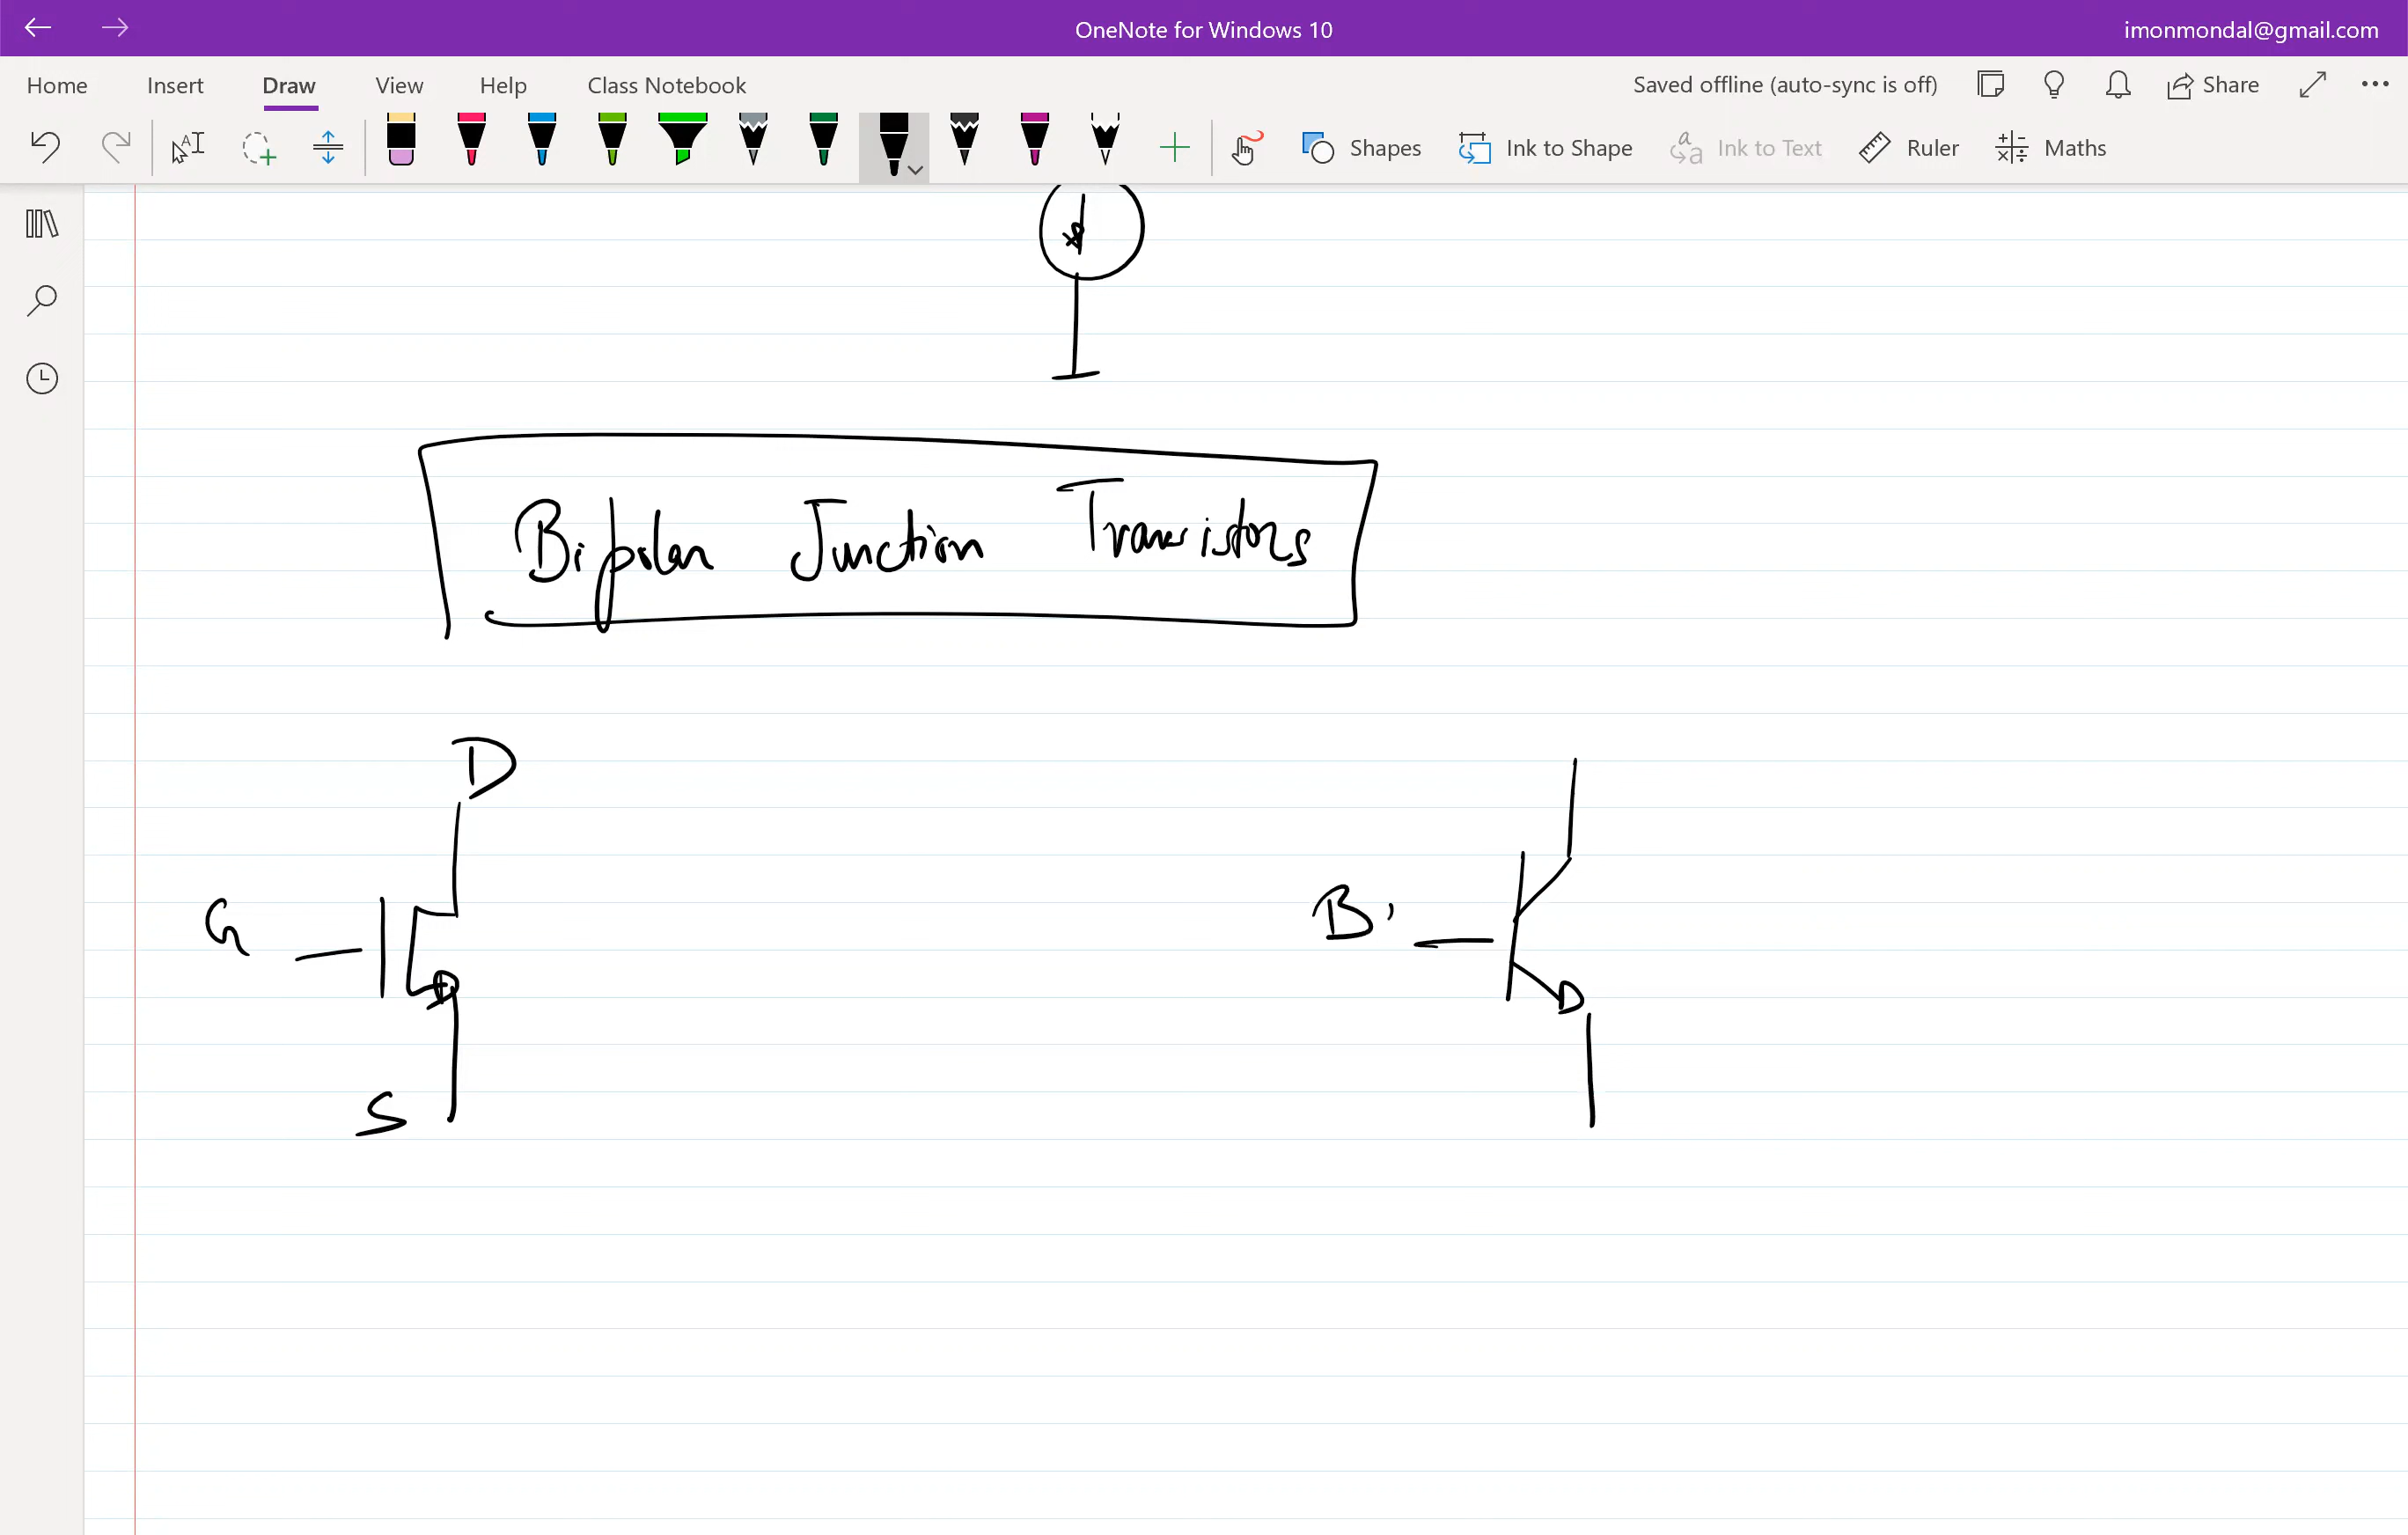 OneNote for Windows 10
imonmondal@gmail.com
Home Insert Draw View Help Class Notebook
Saved offline (auto-sync is off) Share
Shapes Ink to Shape Ink to Text Ruler Maths
Bipolar Junction Transistors
D
G
B
S